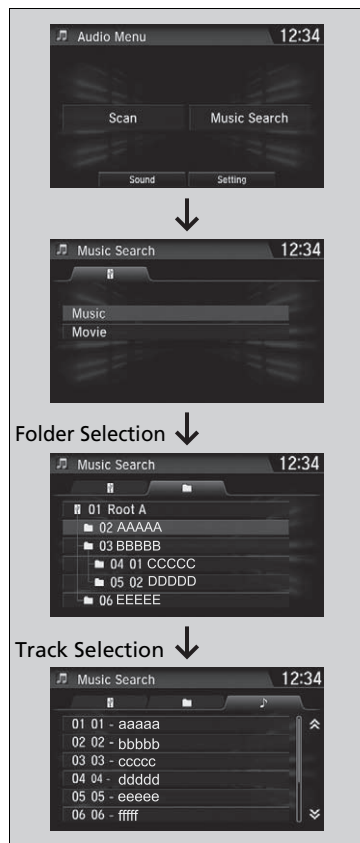 Audio Menu 12:34
Scan Music Search
Sound Setting
Music Search 12:34
Music
Movie
Folder Selection
Music Search 12:34
01 Root A
02 AAAAA
03 BBBBB
04 01 CCCCC
05 02 DDDDD
06 EEEEE
Track Selection
Music Search 12:34
01 01 - aaaaa
02 02 - bbbbb
03 03 - ccccc
04 04 - ddddd
05 05 - eeeee
06 06 - fffff